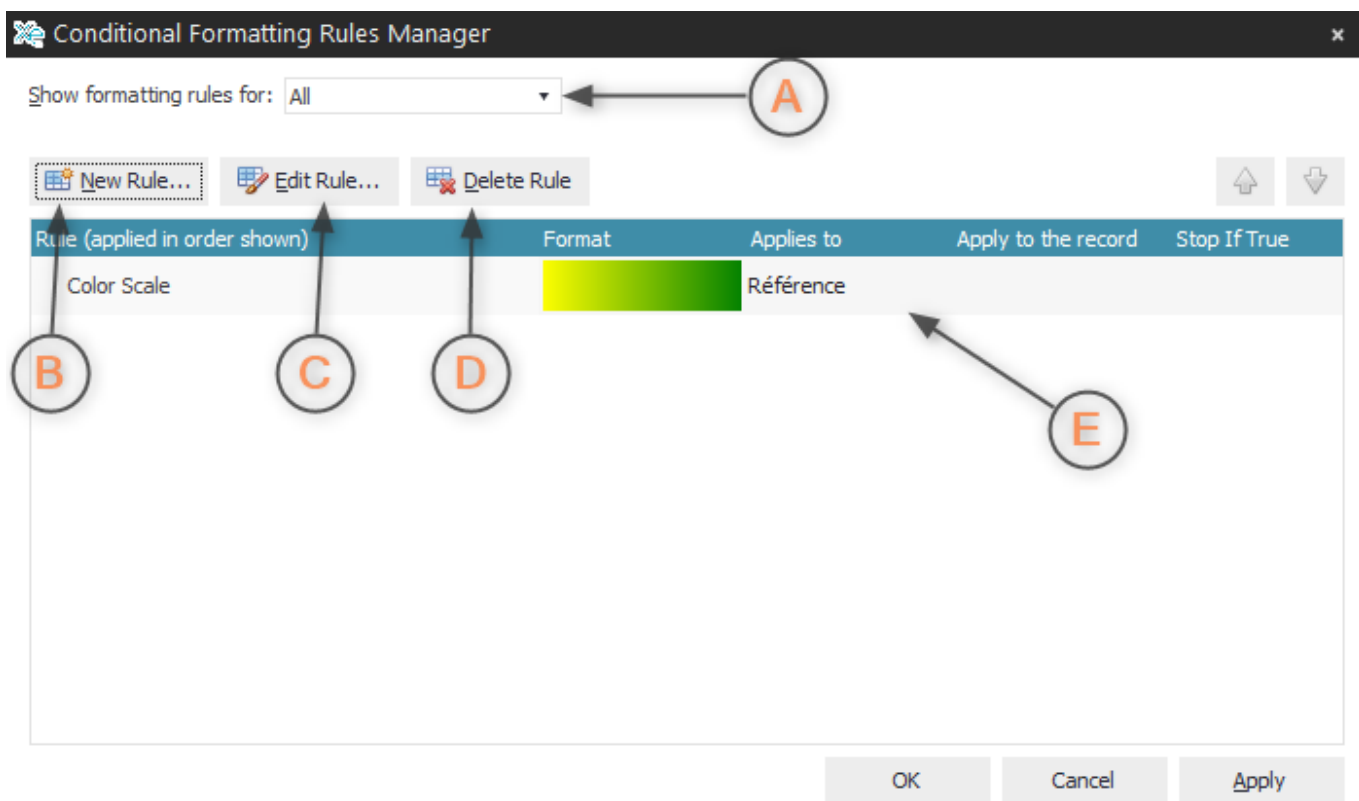 Conditional Formatting Rules Manager ×
Show formatting rules for: All A
New Rule... Edit Rule... Delete Rule
Rule (applied in order shown) Format Applies to Apply to the record Stop If True
Color Scale Référence
B C D
E
OK Cancel Apply